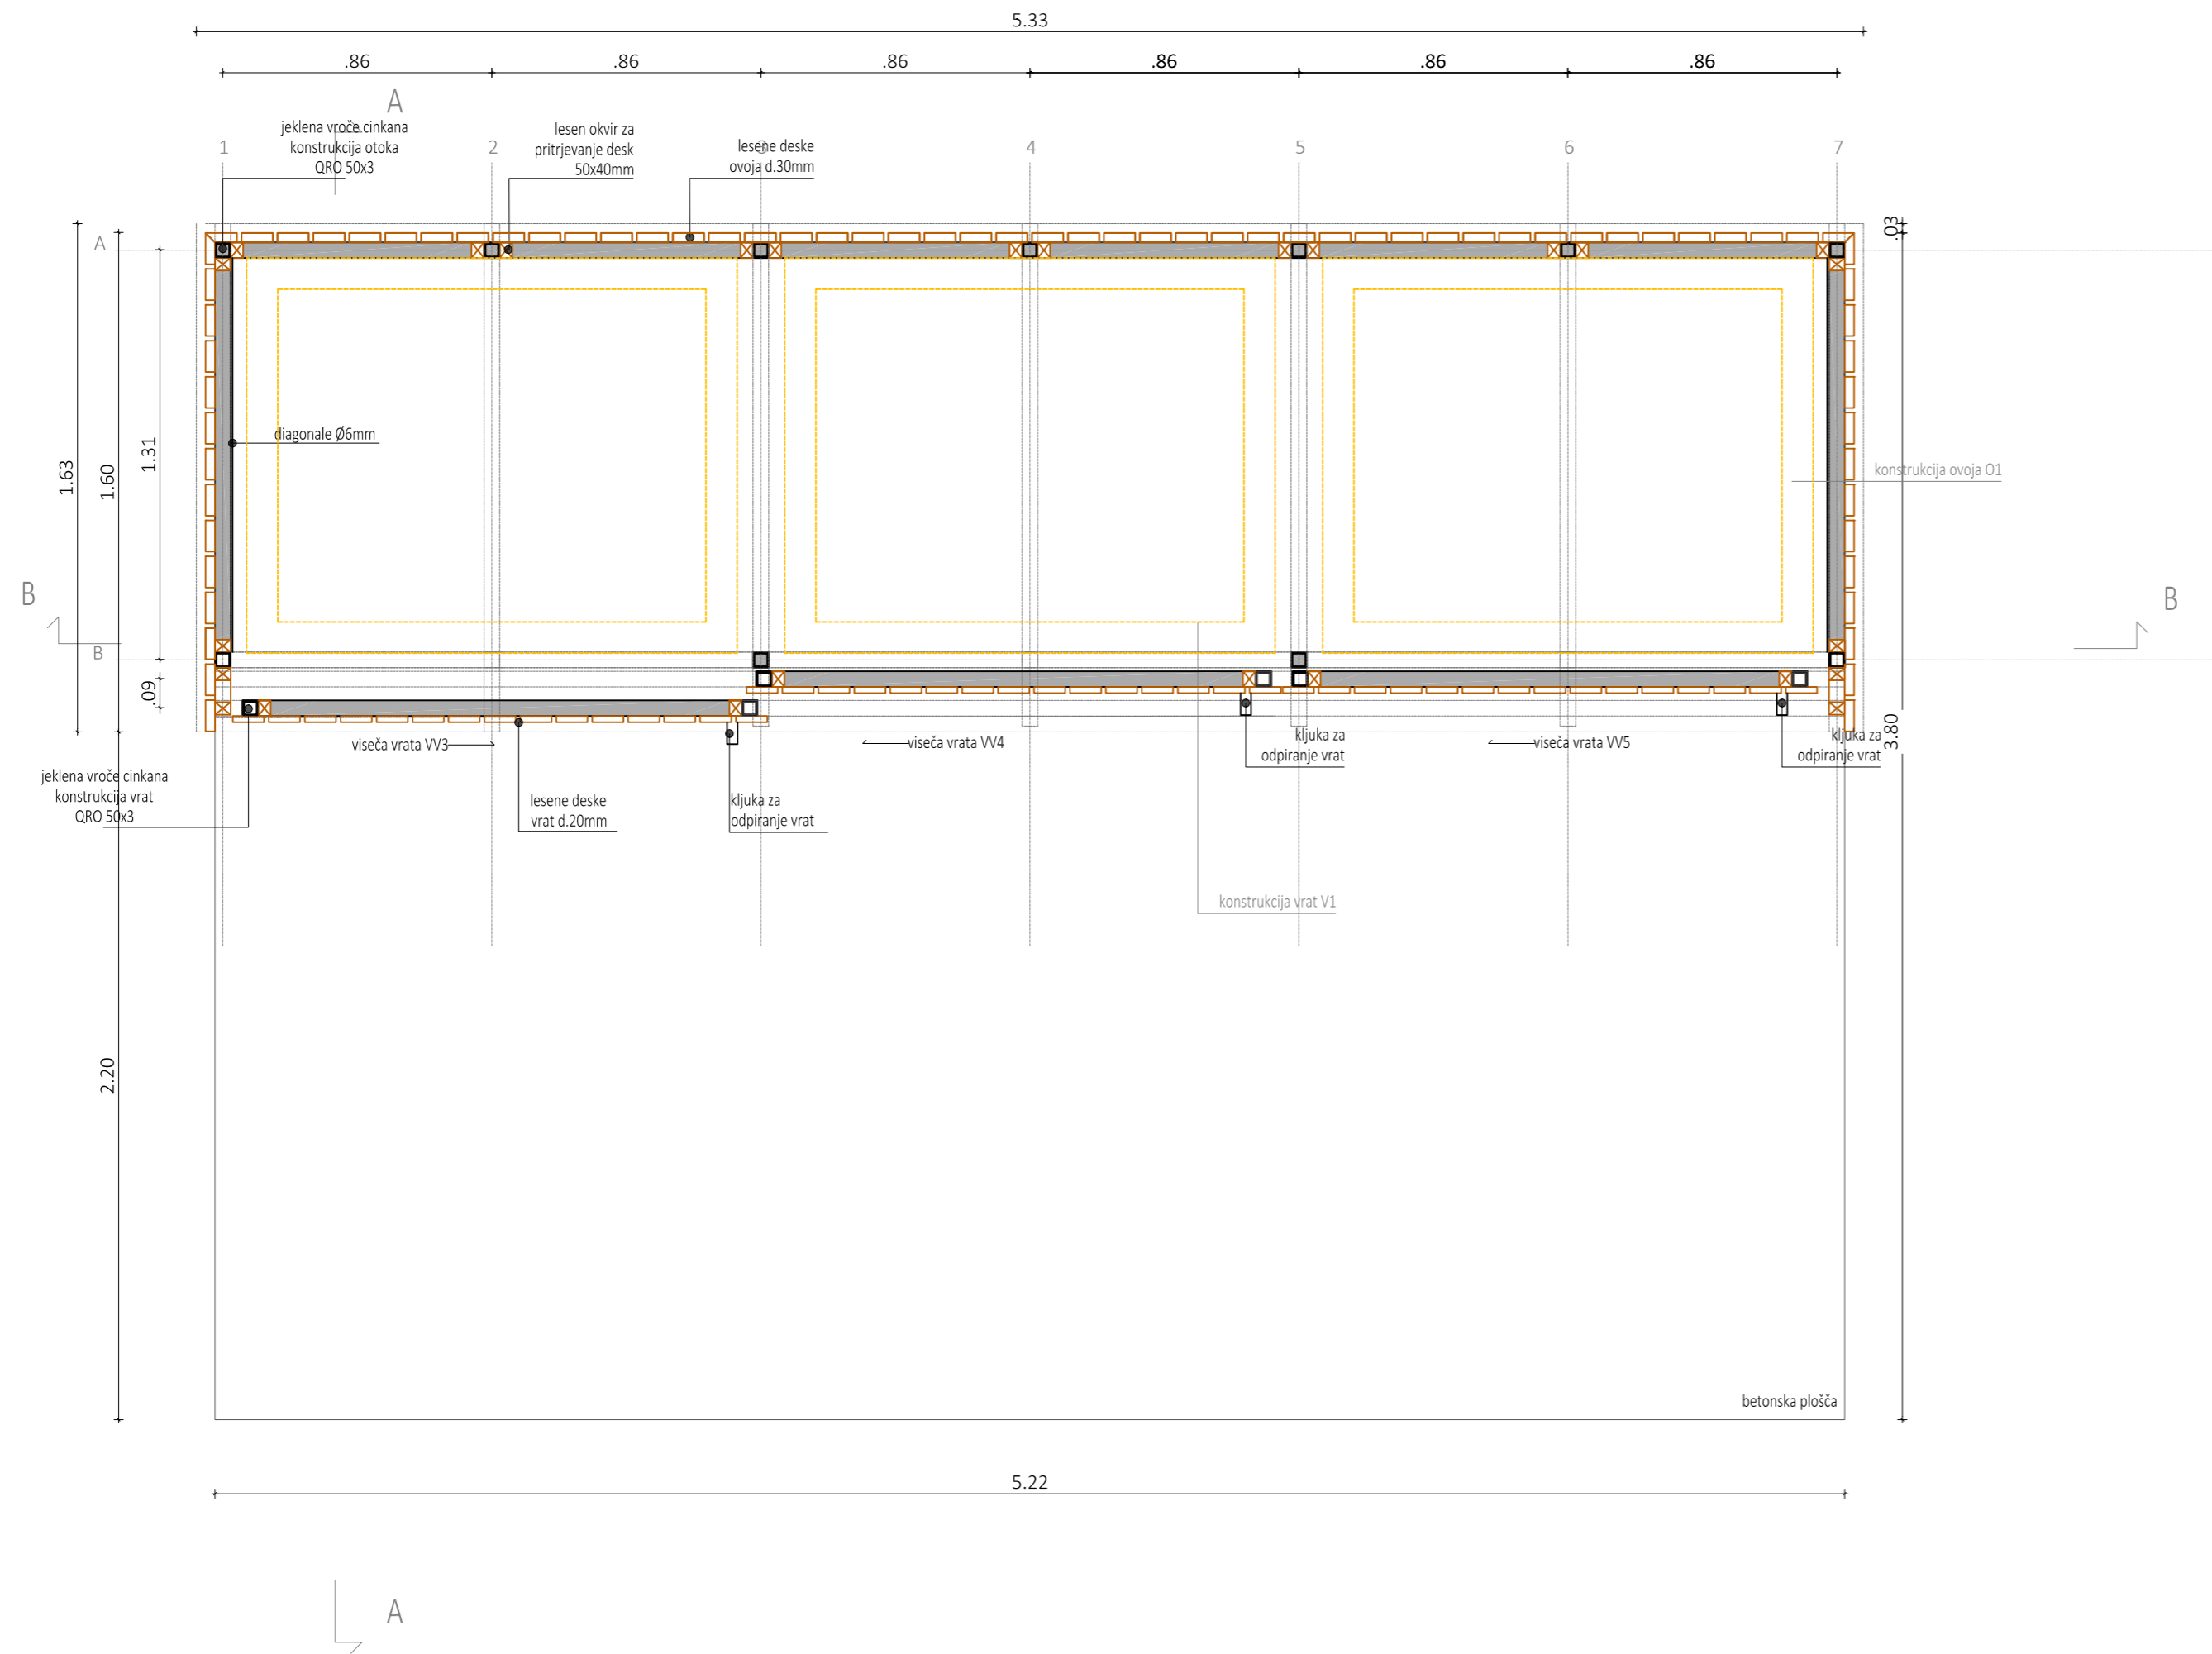 5.33
.86 .86 .86 .86 .86 .86
A
jeklena vroče cinkana
konstrukcija otoka
QRO 50x3
lesen okvir za
pritrjevanje desk
50x40mm
lesene deske
ovoja d.30mm
1 2 3 4 5 6 7
A
.03
diagonale Ø6mm
1.63
1.60
1.31
konstrukcija ovoja O1
B
B
B
.09
3.80
viseča vrata VV3
viseča vrata VV4
kljuka za
odpiranje vrat
viseča vrata VV5
kljuka za
odpiranje vrat
jeklena vroče cinkana
konstrukcija vrat
QRO 50x3
lesene deske
vrat d.20mm
kljuka za
odpiranje vrat
konstrukcija vrat V1
2.20
betonska plošča
5.22
A